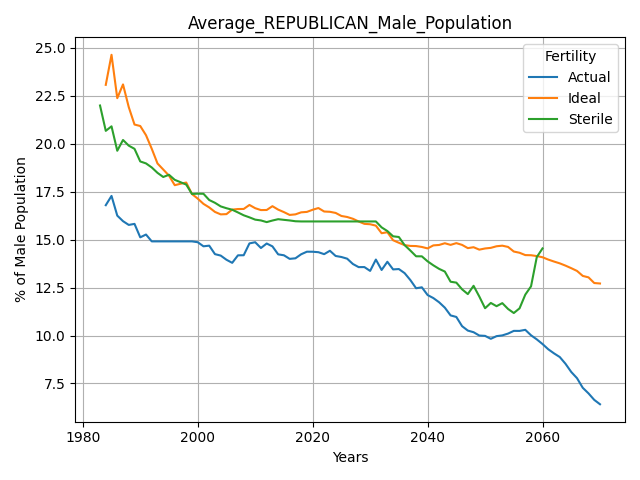 Average_REPUBLICAN_Male_Population
25.0
22.5
20.0
17.5
15.0
12.5
10.0
7.5
% of Male Population
1980
2000
2020
2040
2060
Years
Fertility
Actual
Ideal
Sterile